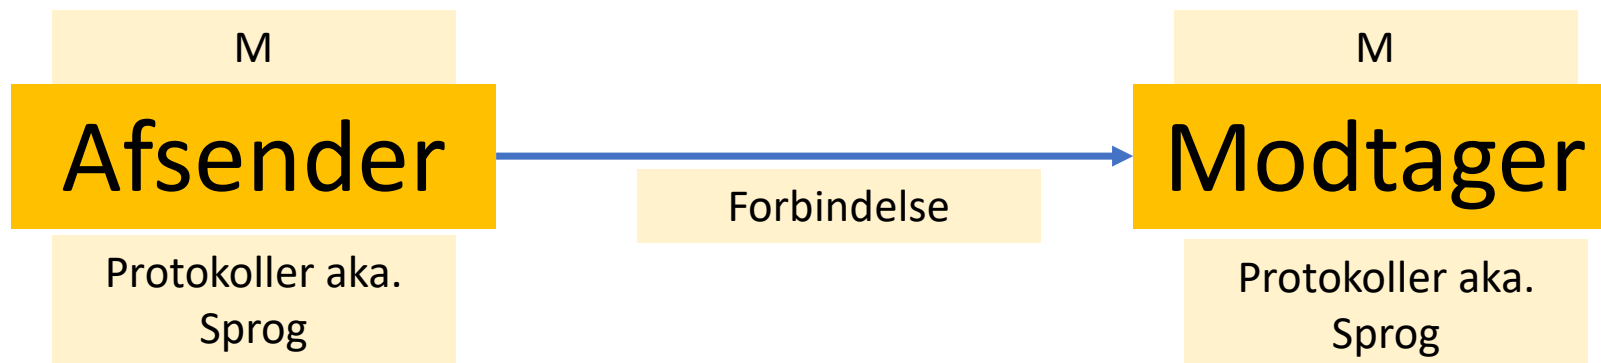 M
Afsender
Protokoller aka.
Sprog
Forbindelse
M
Modtager
Protokoller aka.
Sprog